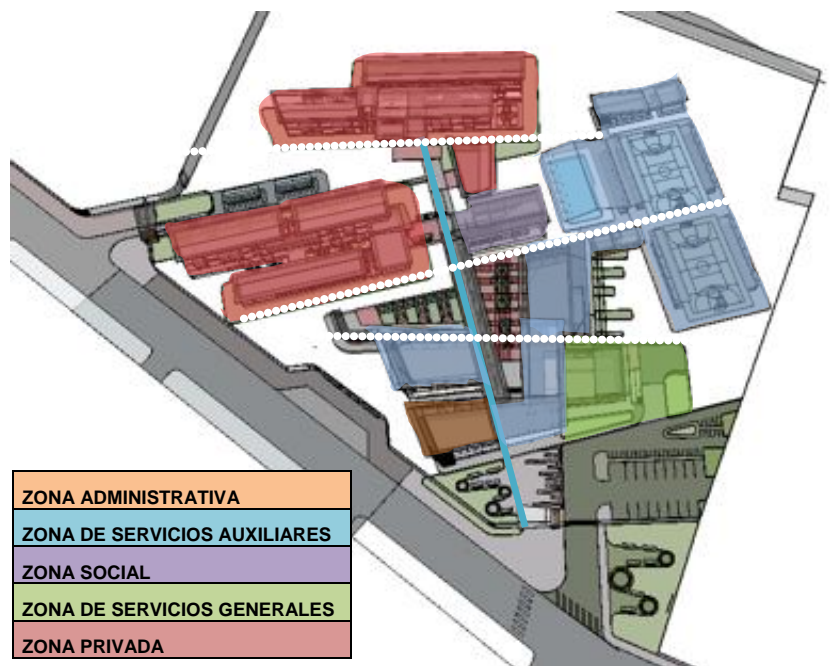 ZONA ADMINISTRATIVA
ZONA DE SERVICIOS AUXILIARES
ZONA SOCIAL
ZONA DE SERVICIOS GENERALES
ZONA PRIVADA